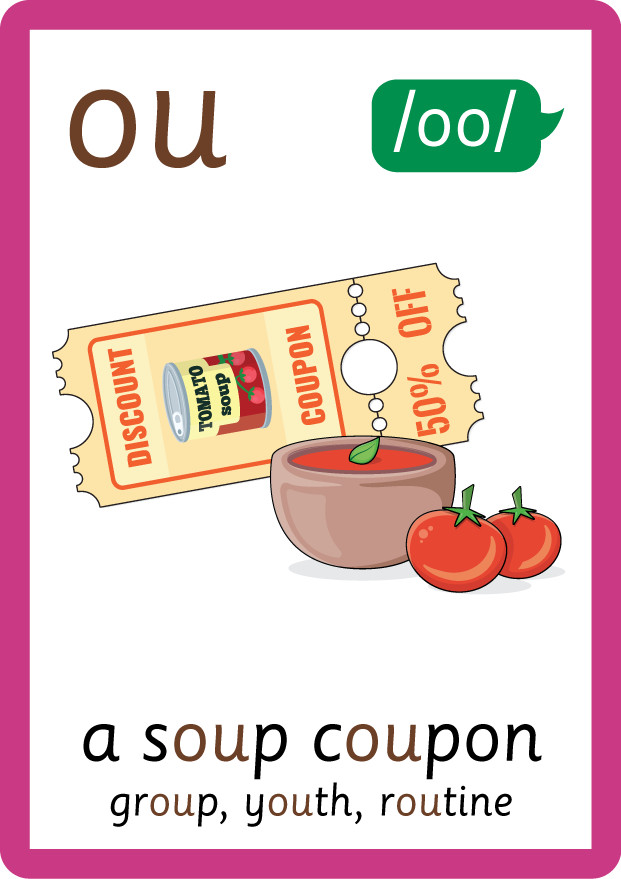 ou
/oo/
DISCOUNT
TOMATO
soup
COUPON
50% OFF
a soup coupon
group, youth, routine